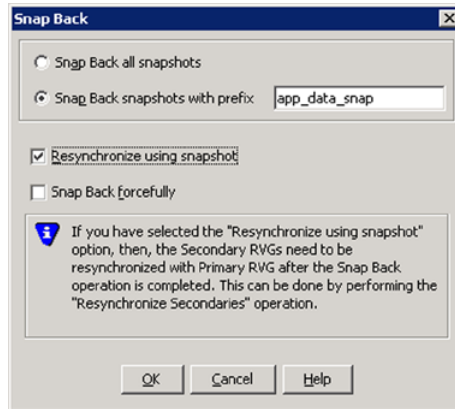 Snap Back
Snap Back all snapshots
Snap Back snapshots with prefix app_data_snap
Resynchronize using snapshot
Snap Back forcefully
If you have selected the "Resynchronize using snapshot"
option, then, the Secondary RVGs need to be
resynchronized with Primary RVG after the Snap Back
operation is completed. This can be done by performing the
"Resynchronize Secondaries" operation.
OK Cancel Help